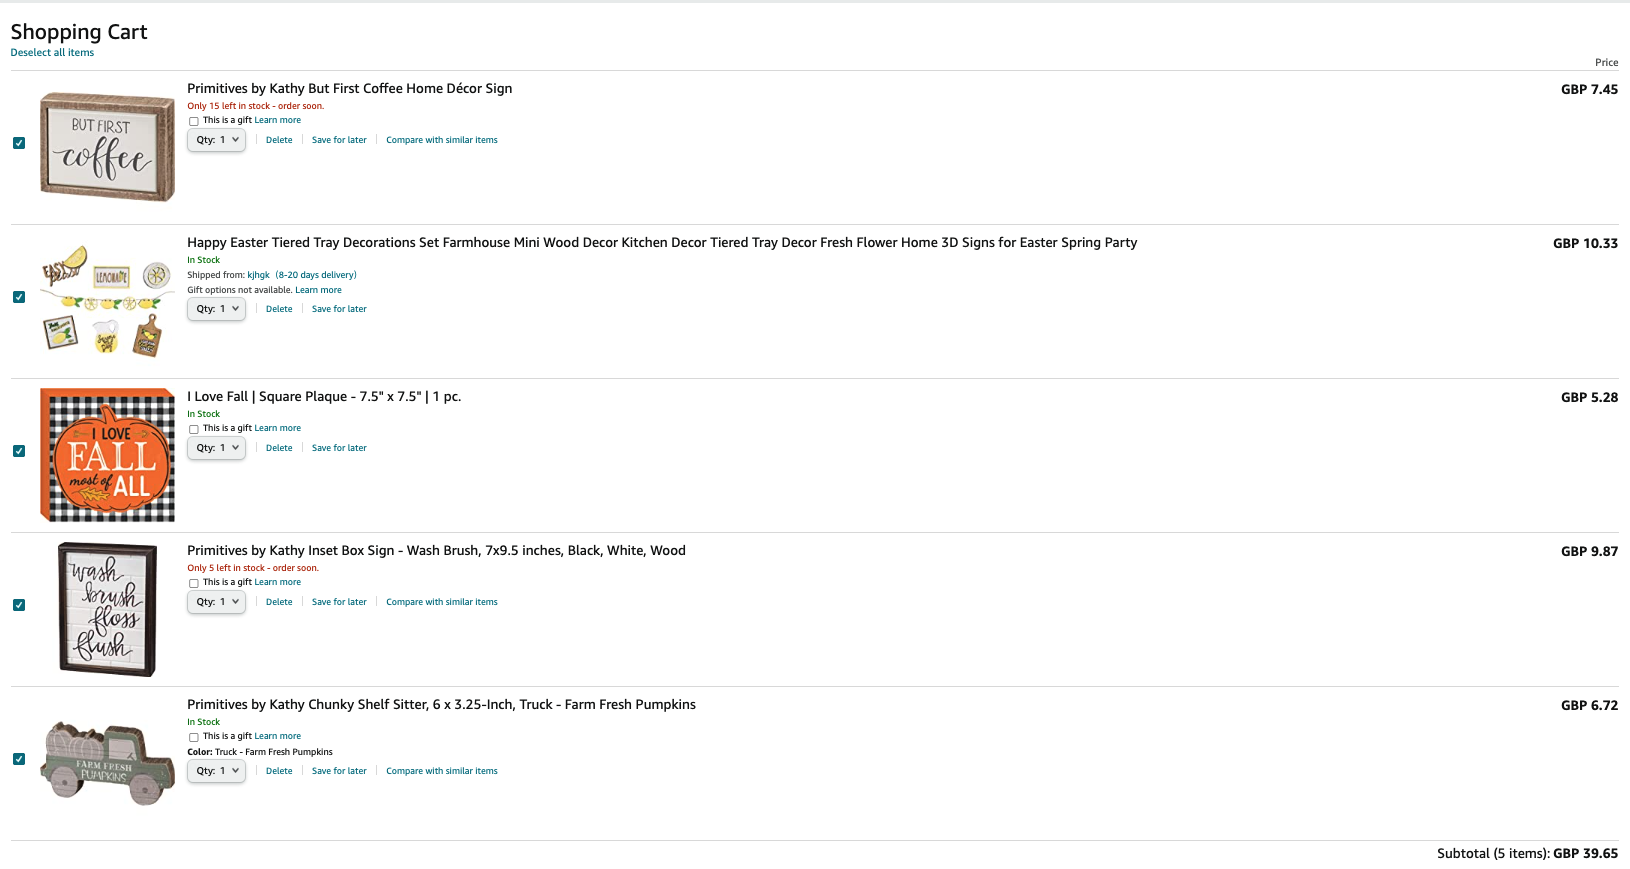 Shopping Cart
Deselect all items
Price
BUT FIRST
coffee
Primitives by Kathy But First Coffee Home Décor Sign
GBP 7.45
Only 15 left in stock - order soon.
This is a gift Learn more
Qty: 1 Delete Save for later Compare with similar items
EASY
LEMONADE
Happy Easter Tiered Tray Decorations Set Farmhouse Mini Wood Decor Kitchen Decor Tiered Tray Decor Fresh Flower Home 3D Signs for Easter Spring Party
GBP 10.33
In Stock
Shipped from: kjhgk (8-20 days delivery)
Gift options not available. Learn more
Qty: 1 Delete Save for later
I LOVE
FALL
most of
ALL
I Love Fall | Square Plaque - 7.5" x 7.5" | 1 pc.
GBP 5.28
In Stock
This is a gift Learn more
Qty: 1 Delete Save for later
wash
brush
floss
flush
Primitives by Kathy Inset Box Sign - Wash Brush, 7x9.5 inches, Black, White, Wood
GBP 9.87
Only 5 left in stock - order soon.
This is a gift Learn more
Qty: 1 Delete Save for later Compare with similar items
FARM FRESH
PUMPKINS
Primitives by Kathy Chunky Shelf Sitter, 6 x 3.25-Inch, Truck - Farm Fresh Pumpkins
GBP 6.72
In Stock
This is a gift Learn more
Color: Truck - Farm Fresh Pumpkins
Qty: 1 Delete Save for later Compare with similar items
Subtotal (5 items): GBP 39.65